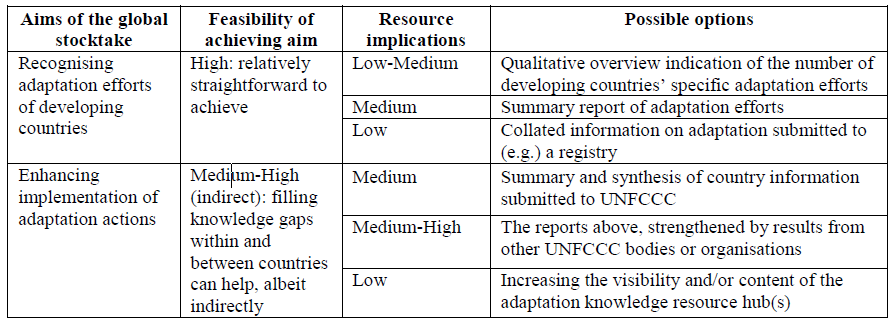 Aims of the global
stocktake
Feasibility of
achieving aim
Resource
implications
Possible options
Recognising
adaptation efforts
of developing
countries
High: relatively
straightforward to
achieve
Low-Medium
Qualitative overview indication of the number of
developing countries’ specific adaptation efforts
Medium
Summary report of adaptation efforts
Low
Collated information on adaptation submitted to
(e.g.) a registry
Enhancing
implementation of
adaptation actions
Medium-High
(indirect): filling
knowledge gaps
within and
between countries
can help, albeit
indirectly
Medium
Summary and synthesis of country information
submitted to UNFCCC
Medium-High
The reports above, strengthened by results from
other UNFCCC bodies or organisations
Low
Increasing the visibility and/or content of the
adaptation knowledge resource hub(s)